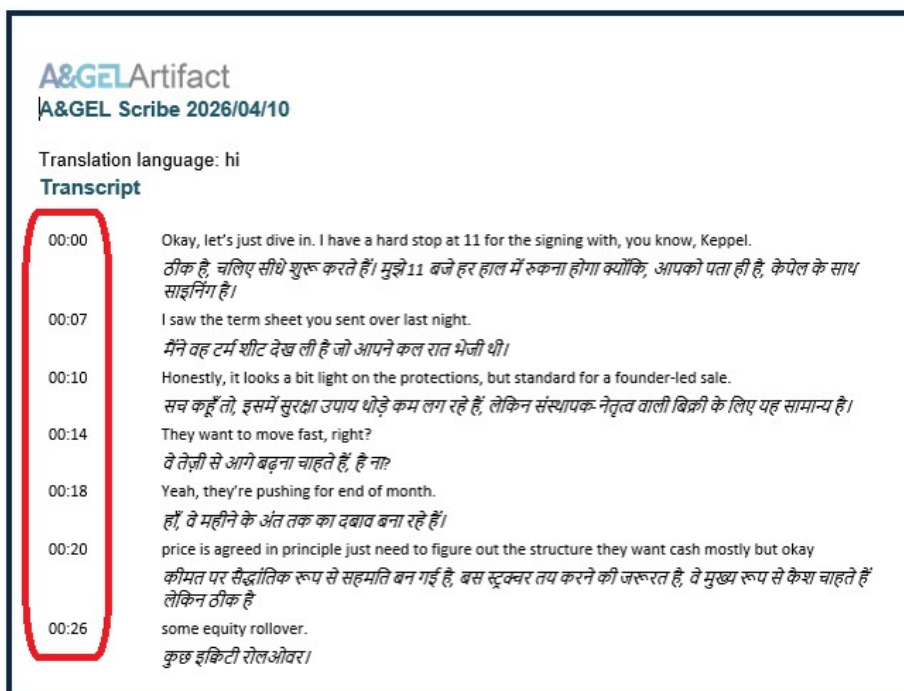 A&GELArtifact
A&GEL Scribe 2026/04/10
Translation language: hi
Transcript
00:00 Okay, let's just dive in. I have a hard stop at 11 for the signing with, you know, Keppel.
ठीक है, चलिए सीधे शुरू करते हैं। मुझे 11 बजे हर हाल में रुकना होगा क्योंकि, आपको पता ही है, केपेल के साथ
साइनिंग है।
00:07 I saw the term sheet you sent over last night.
मैंने वह टर्म शीट देख ली है जो आपने कल रात भेजी थी।
00:10 Honestly, it looks a bit light on the protections, but standard for a founder-led sale.
सच कहूँ तो, इसमें सुरक्षा उपाय थोड़े कम लग रहे हैं, लेकिन संस्थापक-नेतृत्व वाली बिक्री के लिए यह सामान्य है।
00:14 They want to move fast, right?
वे तेज़ी से आगे बढ़ना चाहते हैं, है ना?
00:18 Yeah, they're pushing for end of month.
हाँ, वे महीने के अंत तक का दबाव बना रहे हैं।
00:20 price is agreed in principle just need to figure out the structure they want cash mostly but okay
कीमत पर सैद्धांतिक रूप से सहमति बन गई है, बस स्ट्रक्चर तय करने की जरूरत है, वे मुख्य रूप से कैश चाहते हैं
लेकिन ठीक है
00:26 some equity rollover.
कुछ इक्विटी रोलओवर।